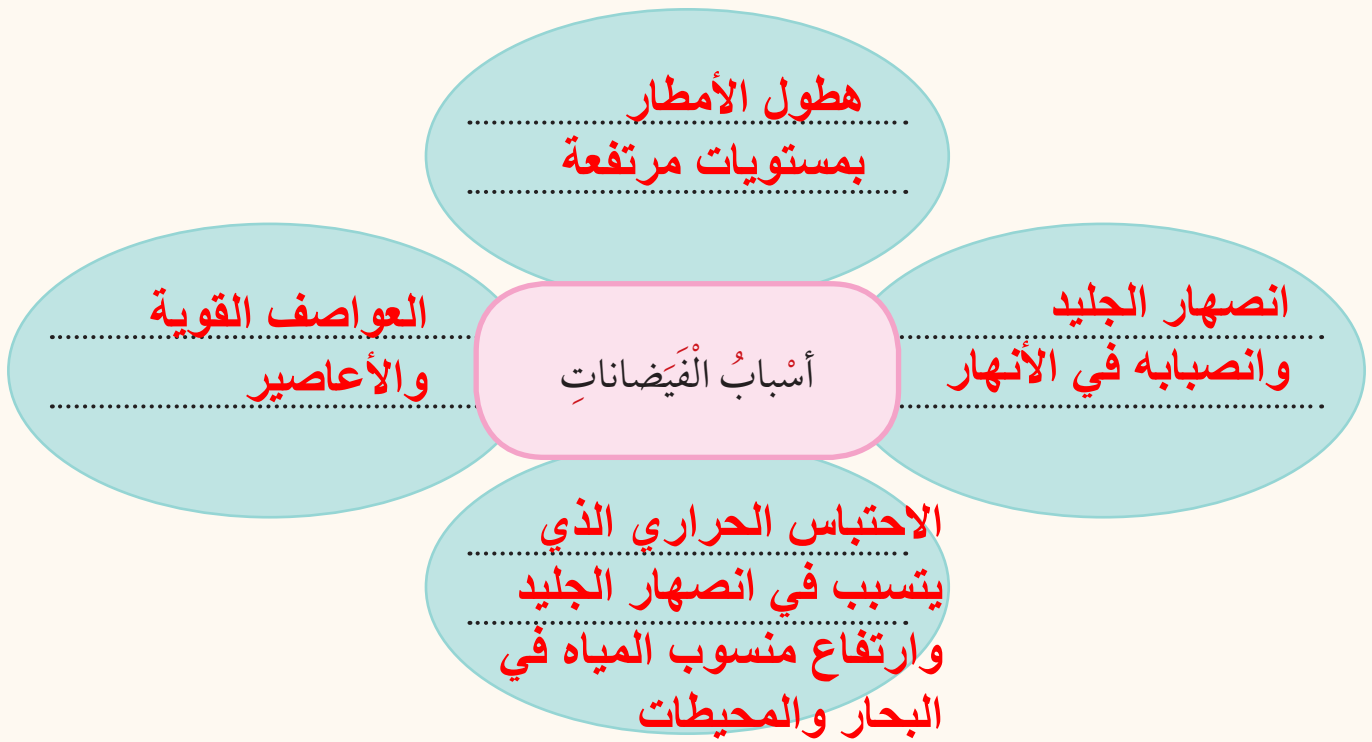 هطول الأمطار
بمستويات مرتفعة
انصهار الجليد
وانصبابه في الأنهار
أسْبابُ الْفَيَضاناتِ
العواصف القوية
والأعاصير
الاحتباس الحراري الذي
يتسبب في انصهار الجليد
وارتفاع منسوب المياه في
البحار والمحيطات